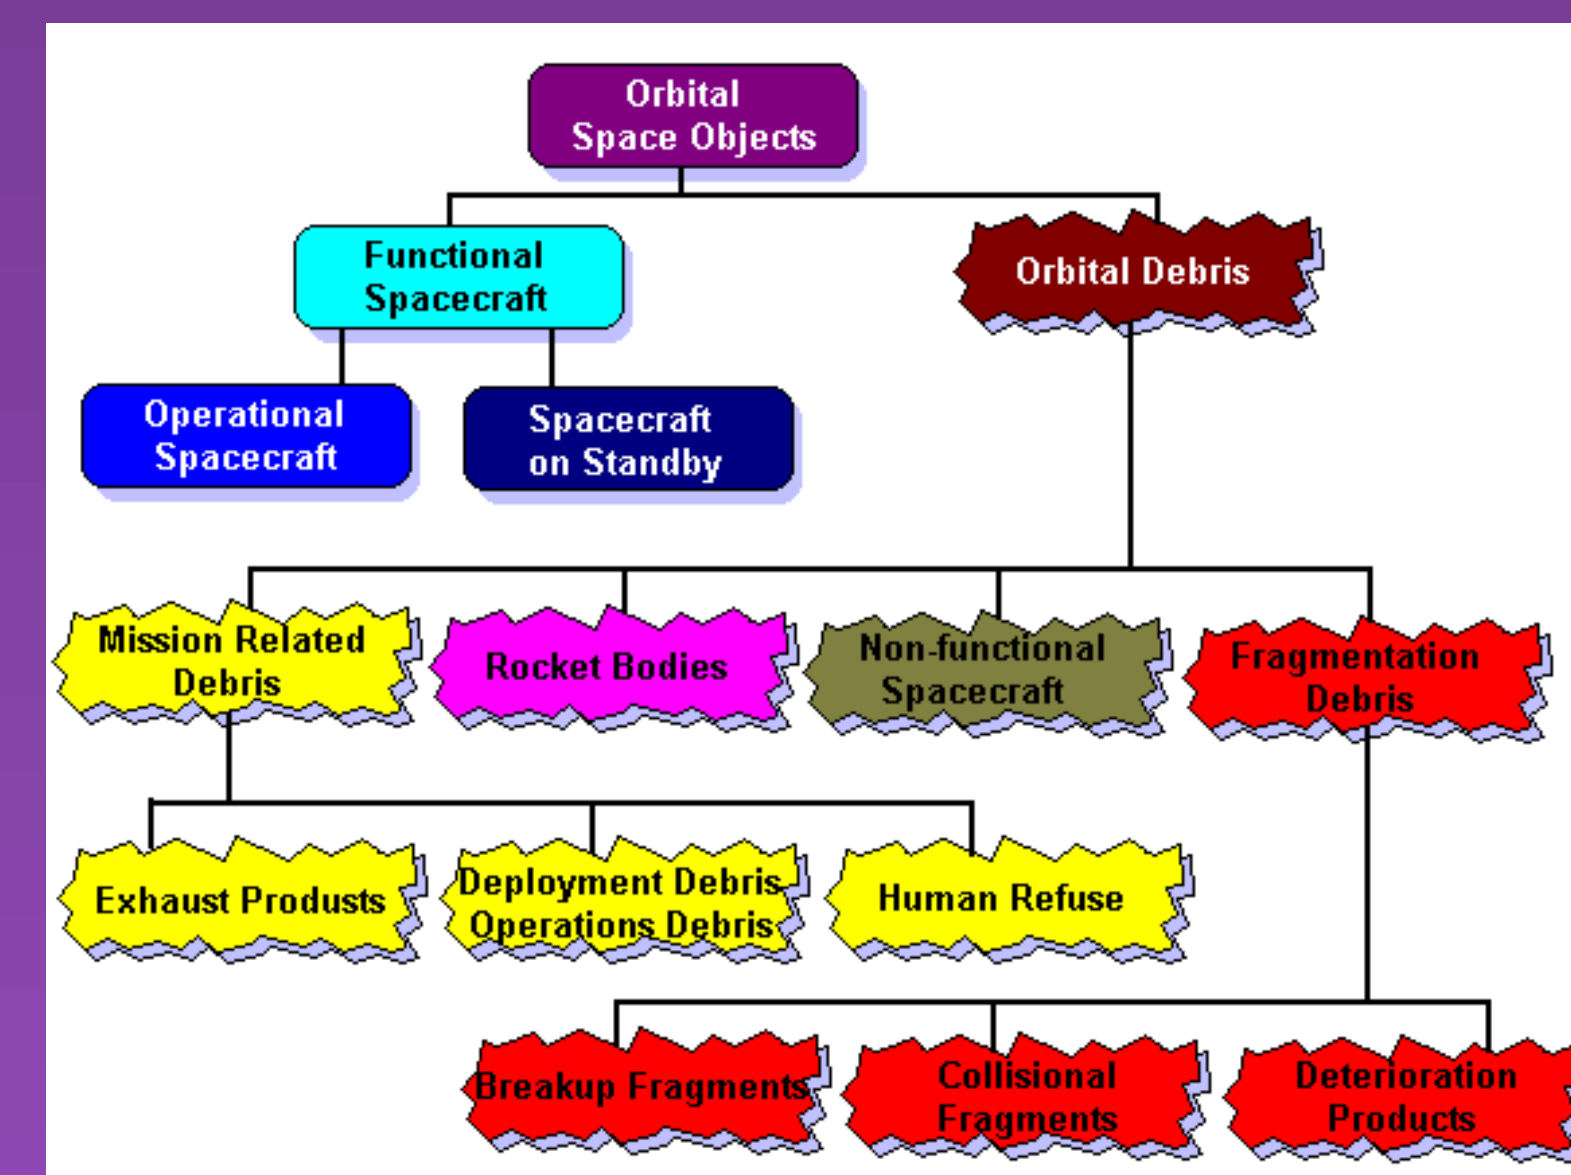 Orbital
Space Objects
Functional
Spacecraft
Orbital Debris
Operational
Spacecraft
Spacecraft
on Standby
Mission Related
Debris
Rocket Bodies
Non-functional
Spacecraft
Fragmentation
Debris
Exhaust Produsts
Deployment Debris
Operations Debris
Human Refuse
Breakup Fragments
Collisional
Fragments
Deterioration
Products